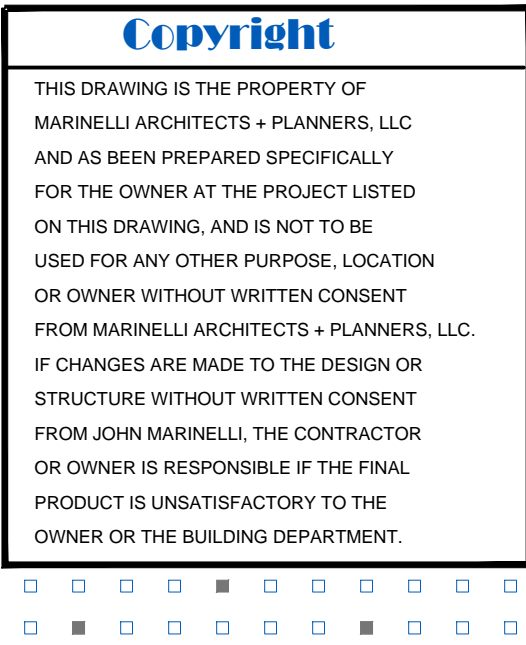 Copyright
THIS DRAWING IS THE PROPERTY OF
MARINELLI ARCHITECTS + PLANNERS, LLC
AND AS BEEN PREPARED SPECIFICALLY
FOR THE OWNER AT THE PROJECT LISTED
ON THIS DRAWING, AND IS NOT TO BE
USED FOR ANY OTHER PURPOSE, LOCATION
OR OWNER WITHOUT WRITTEN CONSENT
FROM MARINELLI ARCHITECTS + PLANNERS, LLC.
IF CHANGES ARE MADE TO THE DESIGN OR
STRUCTURE WITHOUT WRITTEN CONSENT
FROM JOHN MARINELLI, THE CONTRACTOR
OR OWNER IS RESPONSIBLE IF THE FINAL
PRODUCT IS UNSATISFACTORY TO THE
OWNER OR THE BUILDING DEPARTMENT.